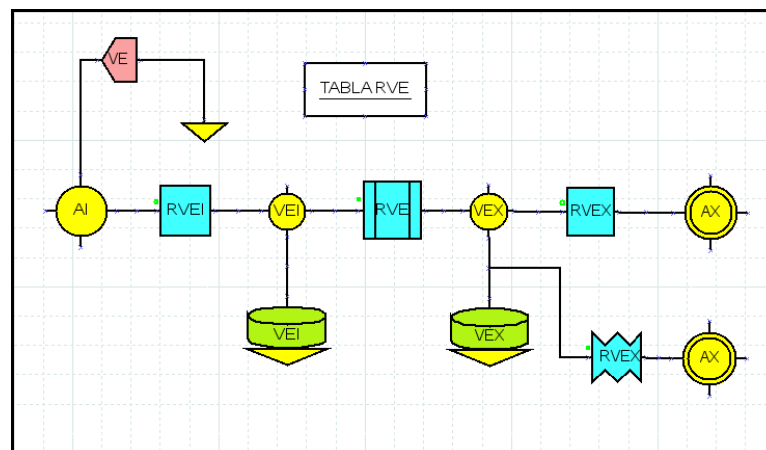 VE
TABLA RVE
AI
RVEI
VEI
RVE
VEX
RVEX
AX
VEI
VEX
RVEX
AX